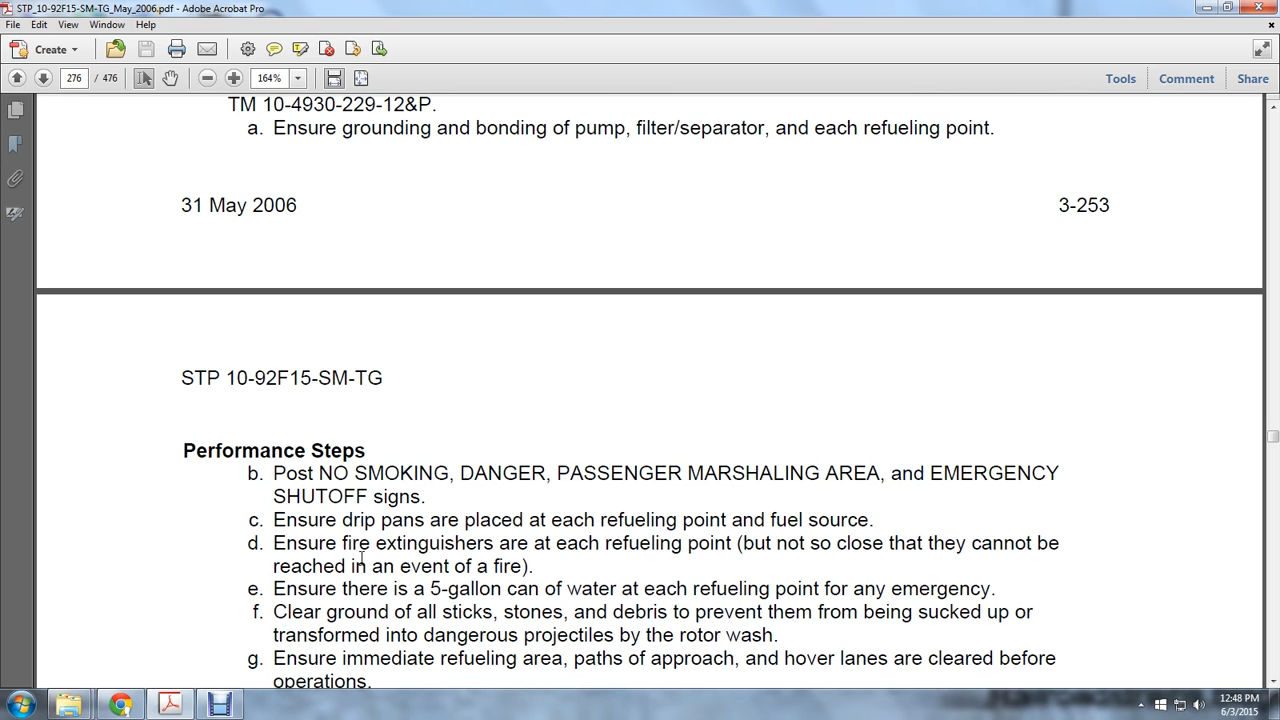 STP_10-92F15-SM-TG_May_2006.pdf - Adobe Acrobat Pro
File Edit View Window Help
Create
276 / 476 164% Tools Comment Share
TM 10-4930-229-12&P.
a. Ensure grounding and bonding of pump, filter/separator, and each refueling point.
31 May 2006 3-253
STP 10-92F15-SM-TG
Performance Steps
b. Post NO SMOKING, DANGER, PASSENGER MARSHALING AREA, and EMERGENCY
SHUTOFF signs.
c. Ensure drip pans are placed at each refueling point and fuel source.
d. Ensure fire extinguishers are at each refueling point (but not so close that they cannot be
reached in an event of a fire).
e. Ensure there is a 5-gallon can of water at each refueling point for any emergency.
f. Clear ground of all sticks, stones, and debris to prevent them from being sucked up or
transformed into dangerous projectiles by the rotor wash.
g. Ensure immediate refueling area, paths of approach, and hover lanes are cleared before
operations.
12:48 PM
6/3/2015